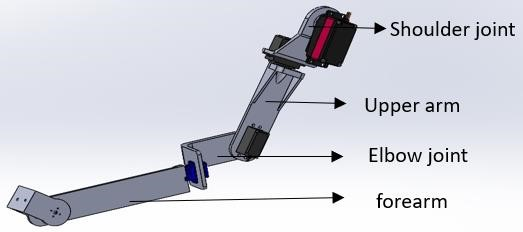 Shoulder joint
Upper arm
Elbow joint
forearm